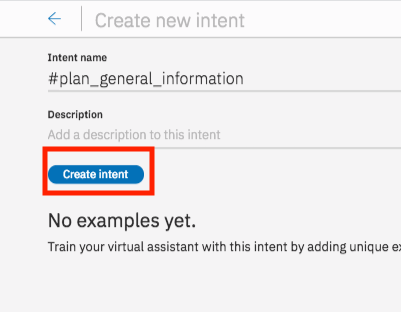 Create new intent
Intent name
#plan_general_information
Description
Add a description to this intent
Create intent
No examples yet.
Train your virtual assistant with this intent by adding unique